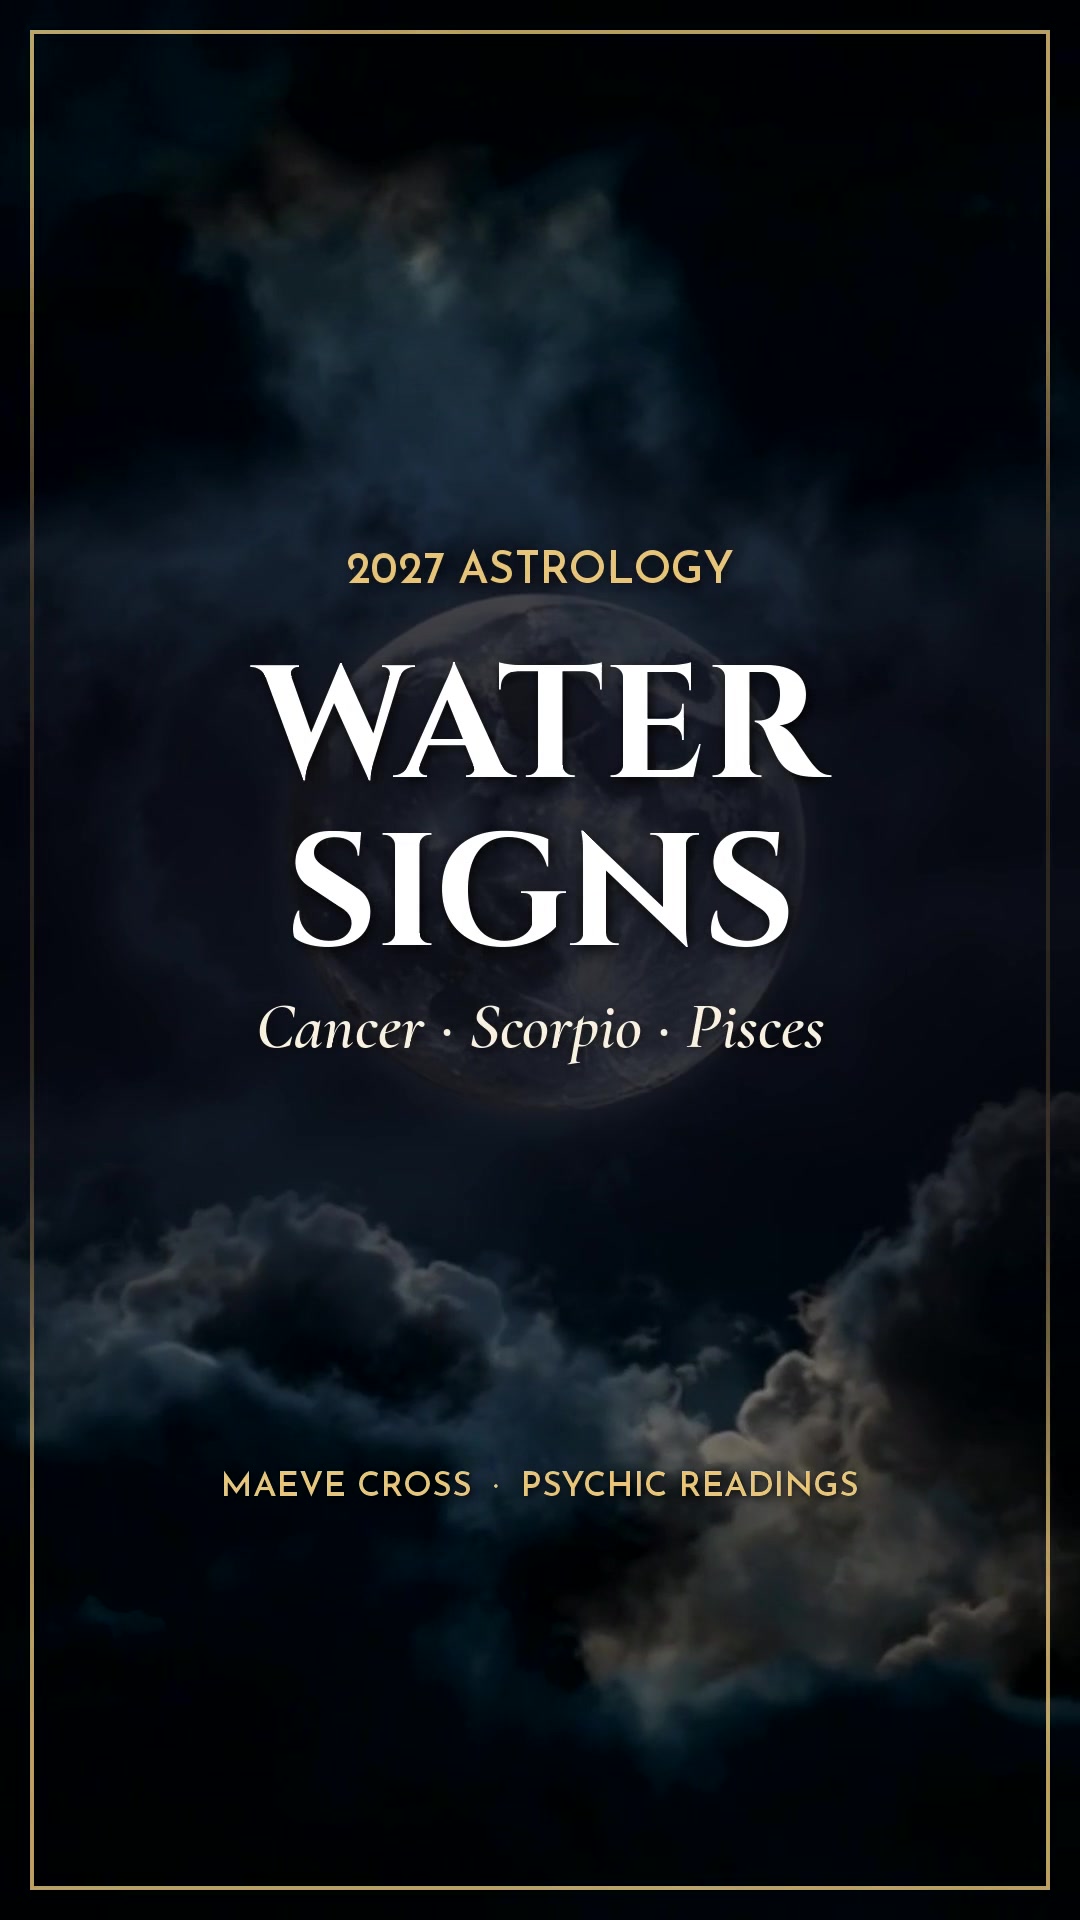 2027 ASTROLOGY
WATER
SIGNS
Cancer · Scorpio · Pisces
MAEVE CROSS · PSYCHIC READINGS